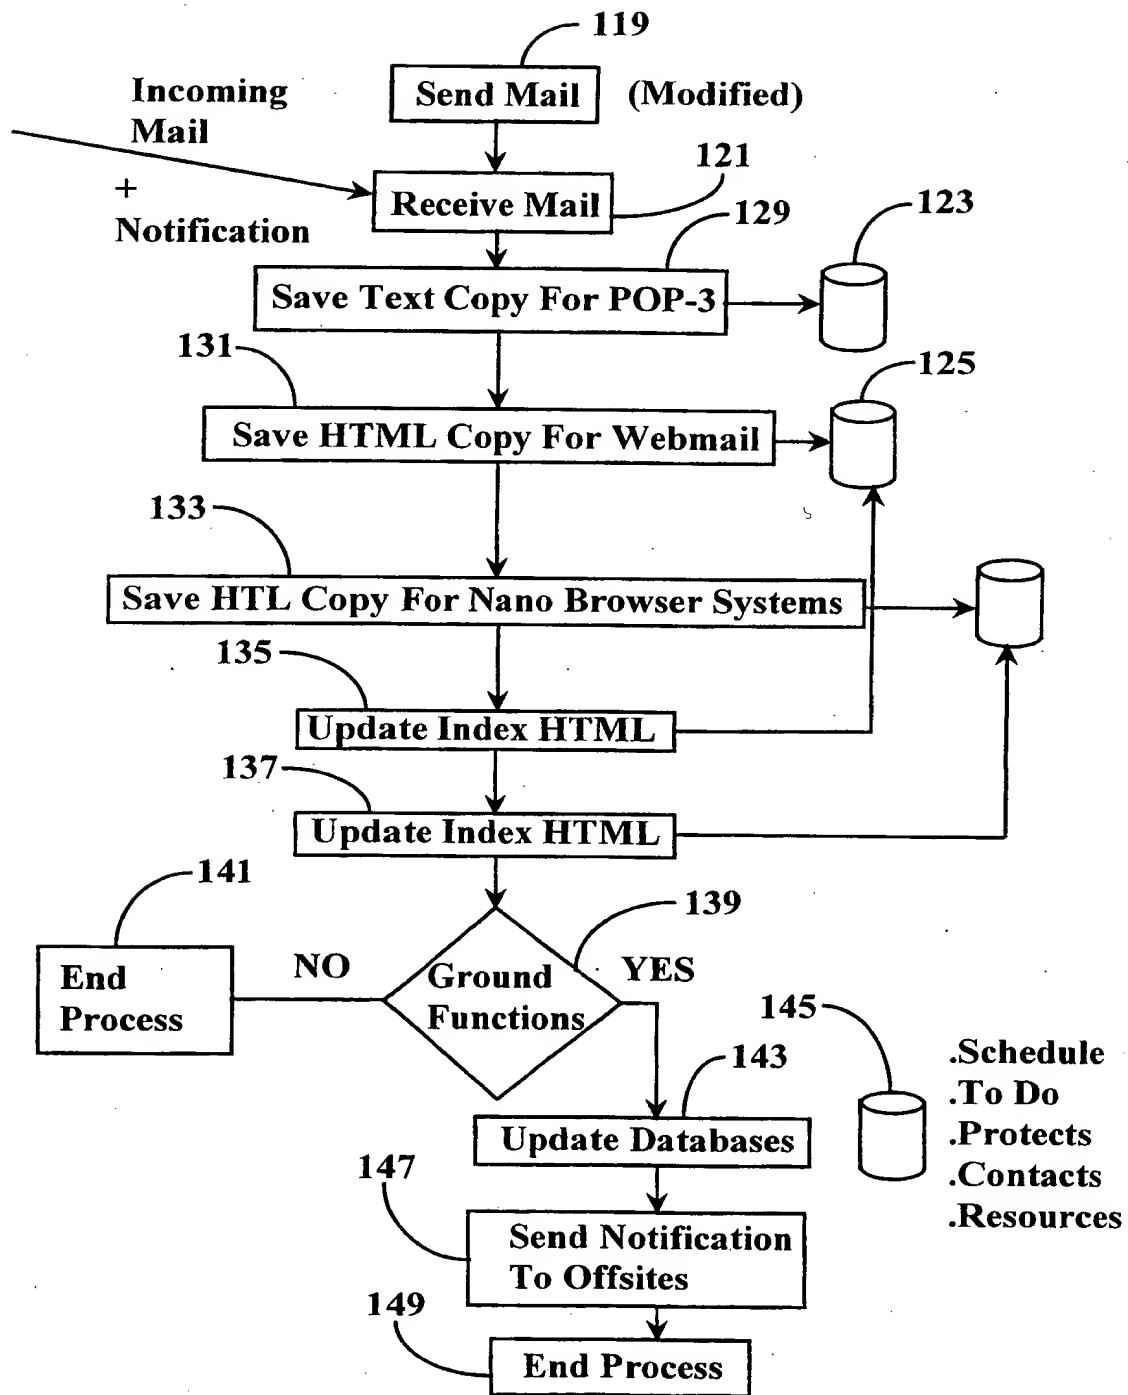 119
Send Mail (Modified)
Incoming
Mail
+
Notification
121
Receive Mail
129
123
Save Text Copy For POP-3
131
125
Save HTML Copy For Webmail
133
Save HTL Copy For Nano Browser Systems
135
Update Index HTML
137
Update Index HTML
141
139
End
Process
NO
Ground
Functions
YES
145
.Schedule
.To Do
.Protects
.Contacts
.Resources
143
Update Databases
147
Send Notification
To Offsites
149
End Process